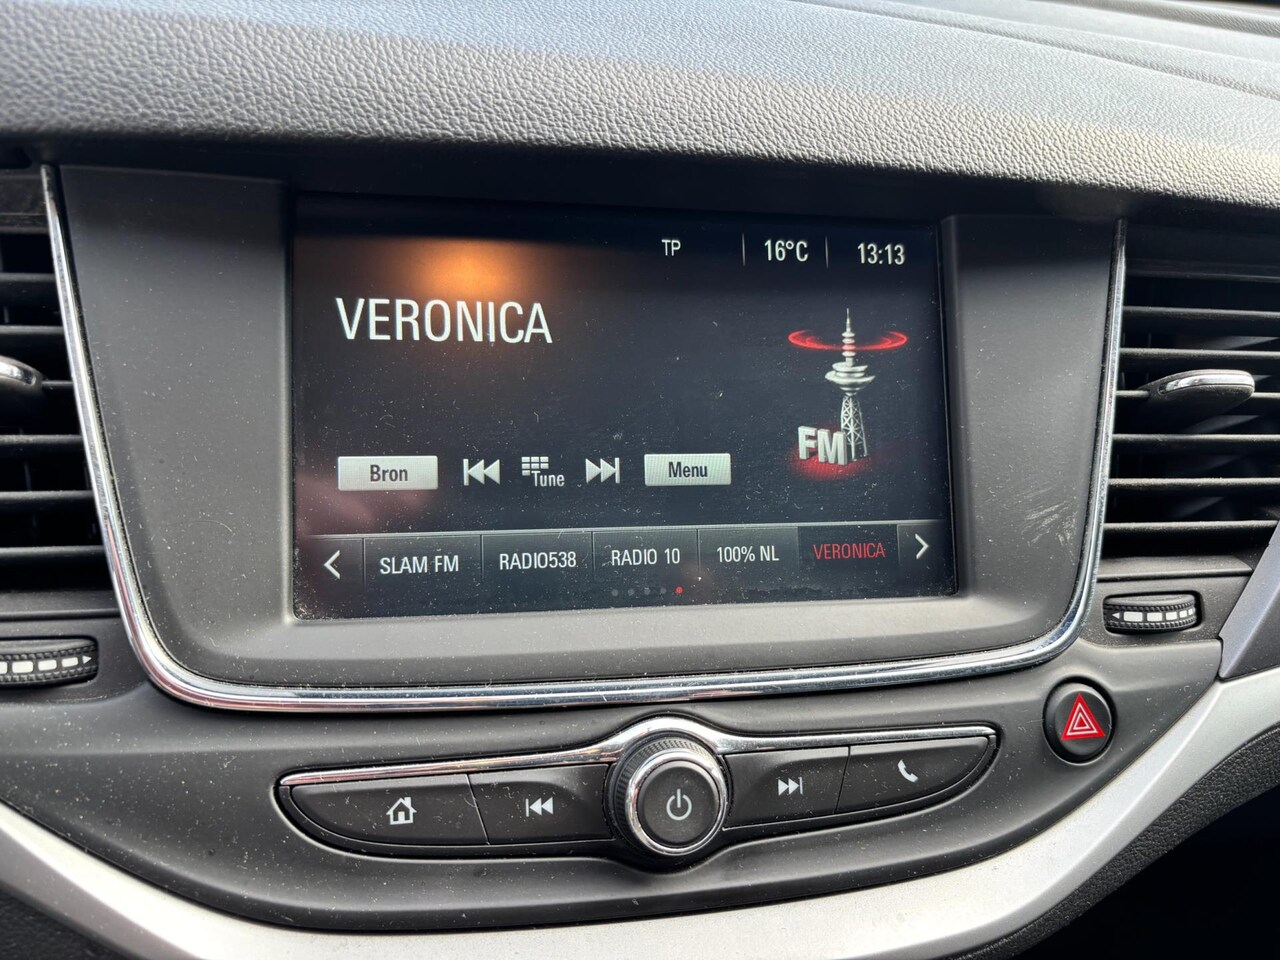 TP 16°C 13:13
VERONICA
FM
Bron Tune Menu
SLAM FM RADIO538 RADIO 10 100% NL VERONICA